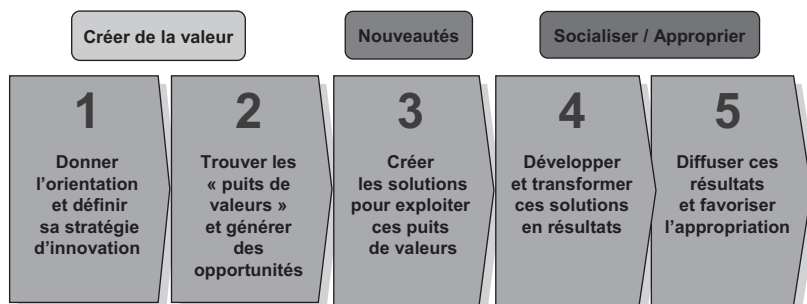 Créer de la valeur
Nouveautés
Socialiser / Approprier
1
Donner
l’orientation
et définir
sa stratégie
d’innovation
2
Trouver les
« puits de
valeurs »
et générer
des
opportunités
3
Créer
les solutions
pour exploiter
ces puits
de valeurs
4
Développer
et transformer
ces solutions
en résultats
5
Diffuser ces
résultats
et favoriser
l’appropriation